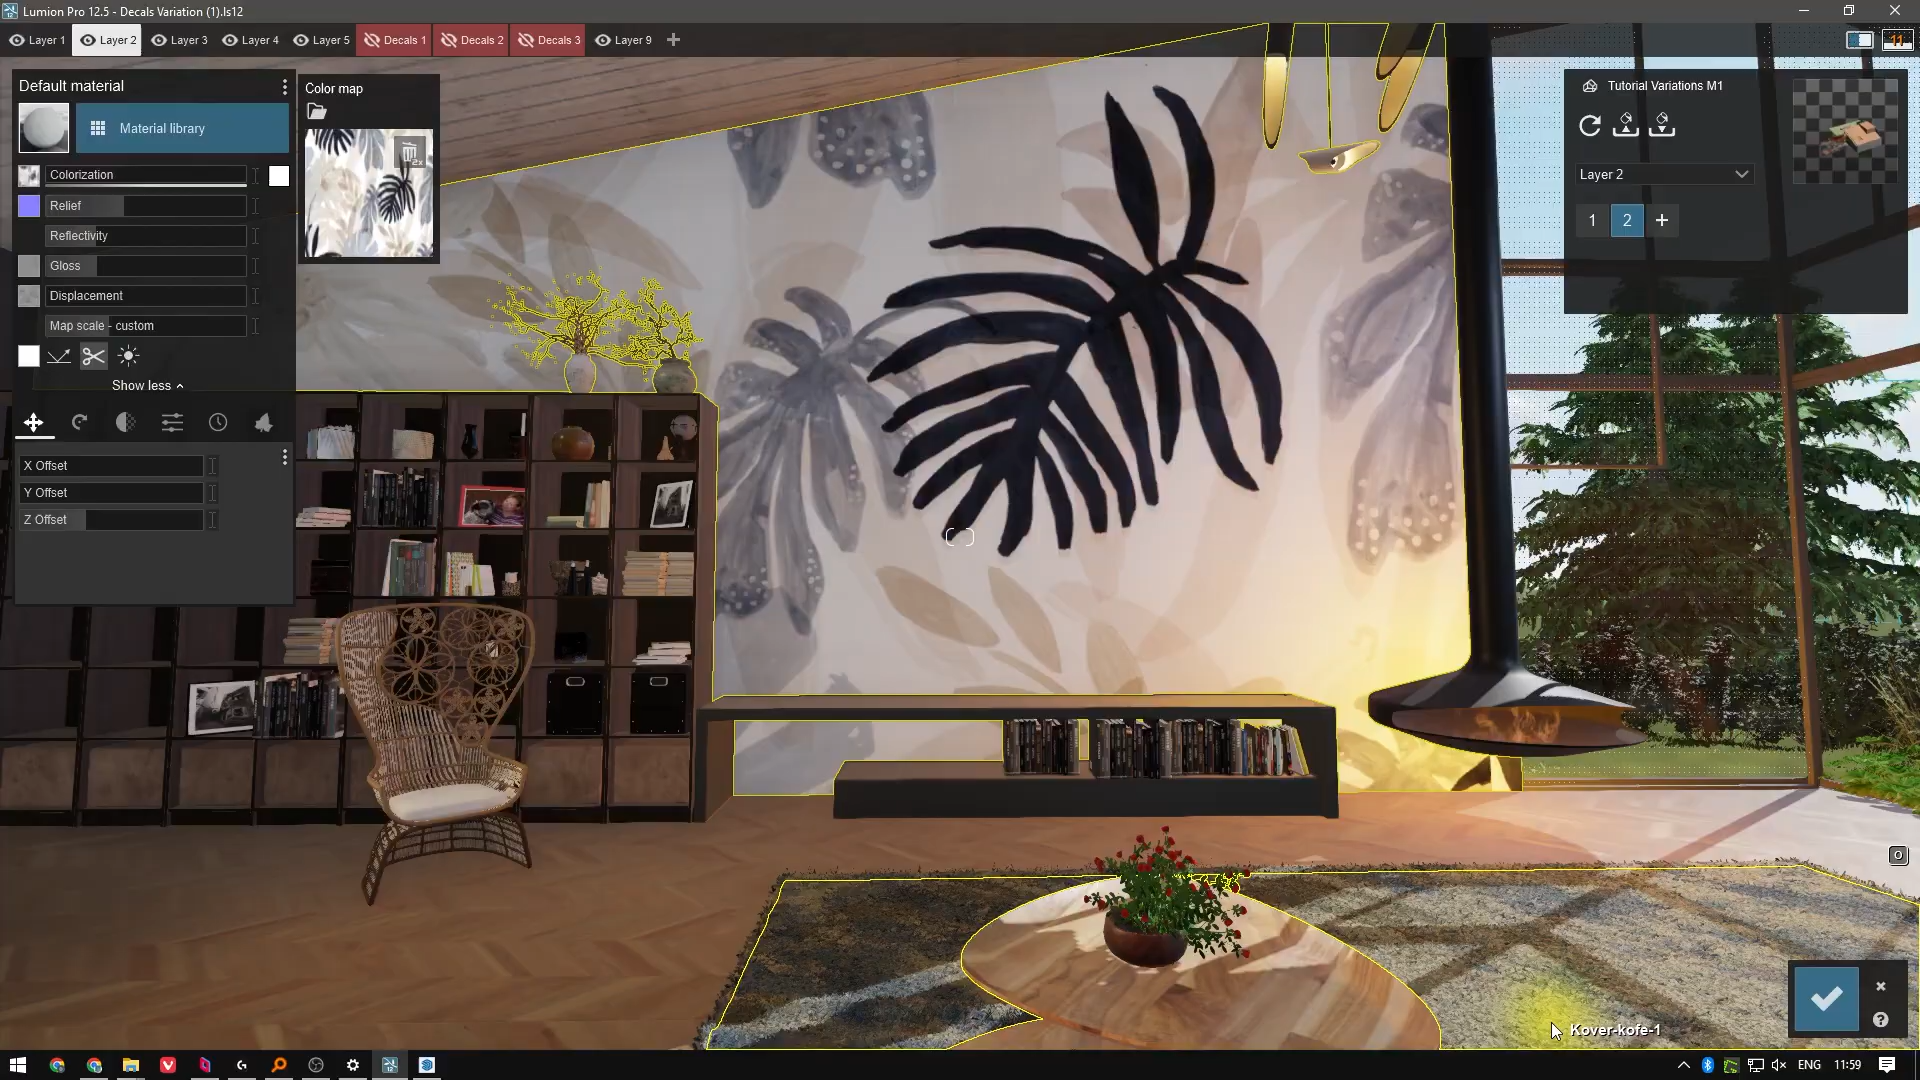 Lumion Pro 12.5 - Decals Variation (1).ls12
Layer 1 Layer 2 Layer 3 Layer 4 Layer 5 Decals 1 Decals 2 Decals 3 Layer 9
Default material
Material library
Colorization
Relief
Reflectivity
Gloss
Displacement
Map scale - custom
Show less
X Offset
Y Offset
Z Offset
Color map
2x
Tutorial Variations M1
Layer 2
1 2 +
O
Kover-kofe-1
ENG 11:59